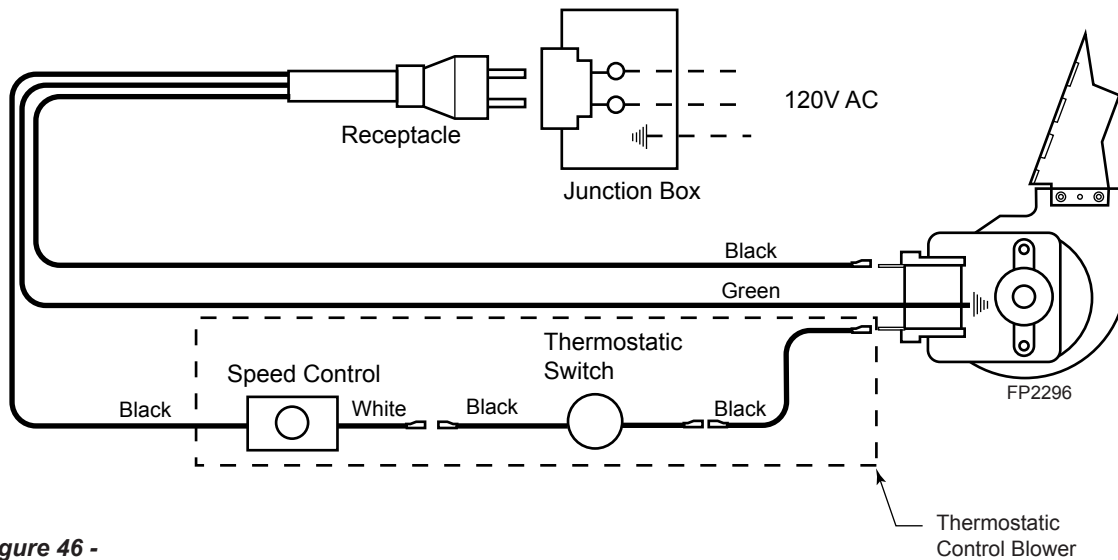 Receptacle
120V AC
Junction Box
Black
Green
Thermostatic
Switch
Speed Control
Black
White
Black
Black
FP2296
Thermostatic
Control Blower
gure 46 -